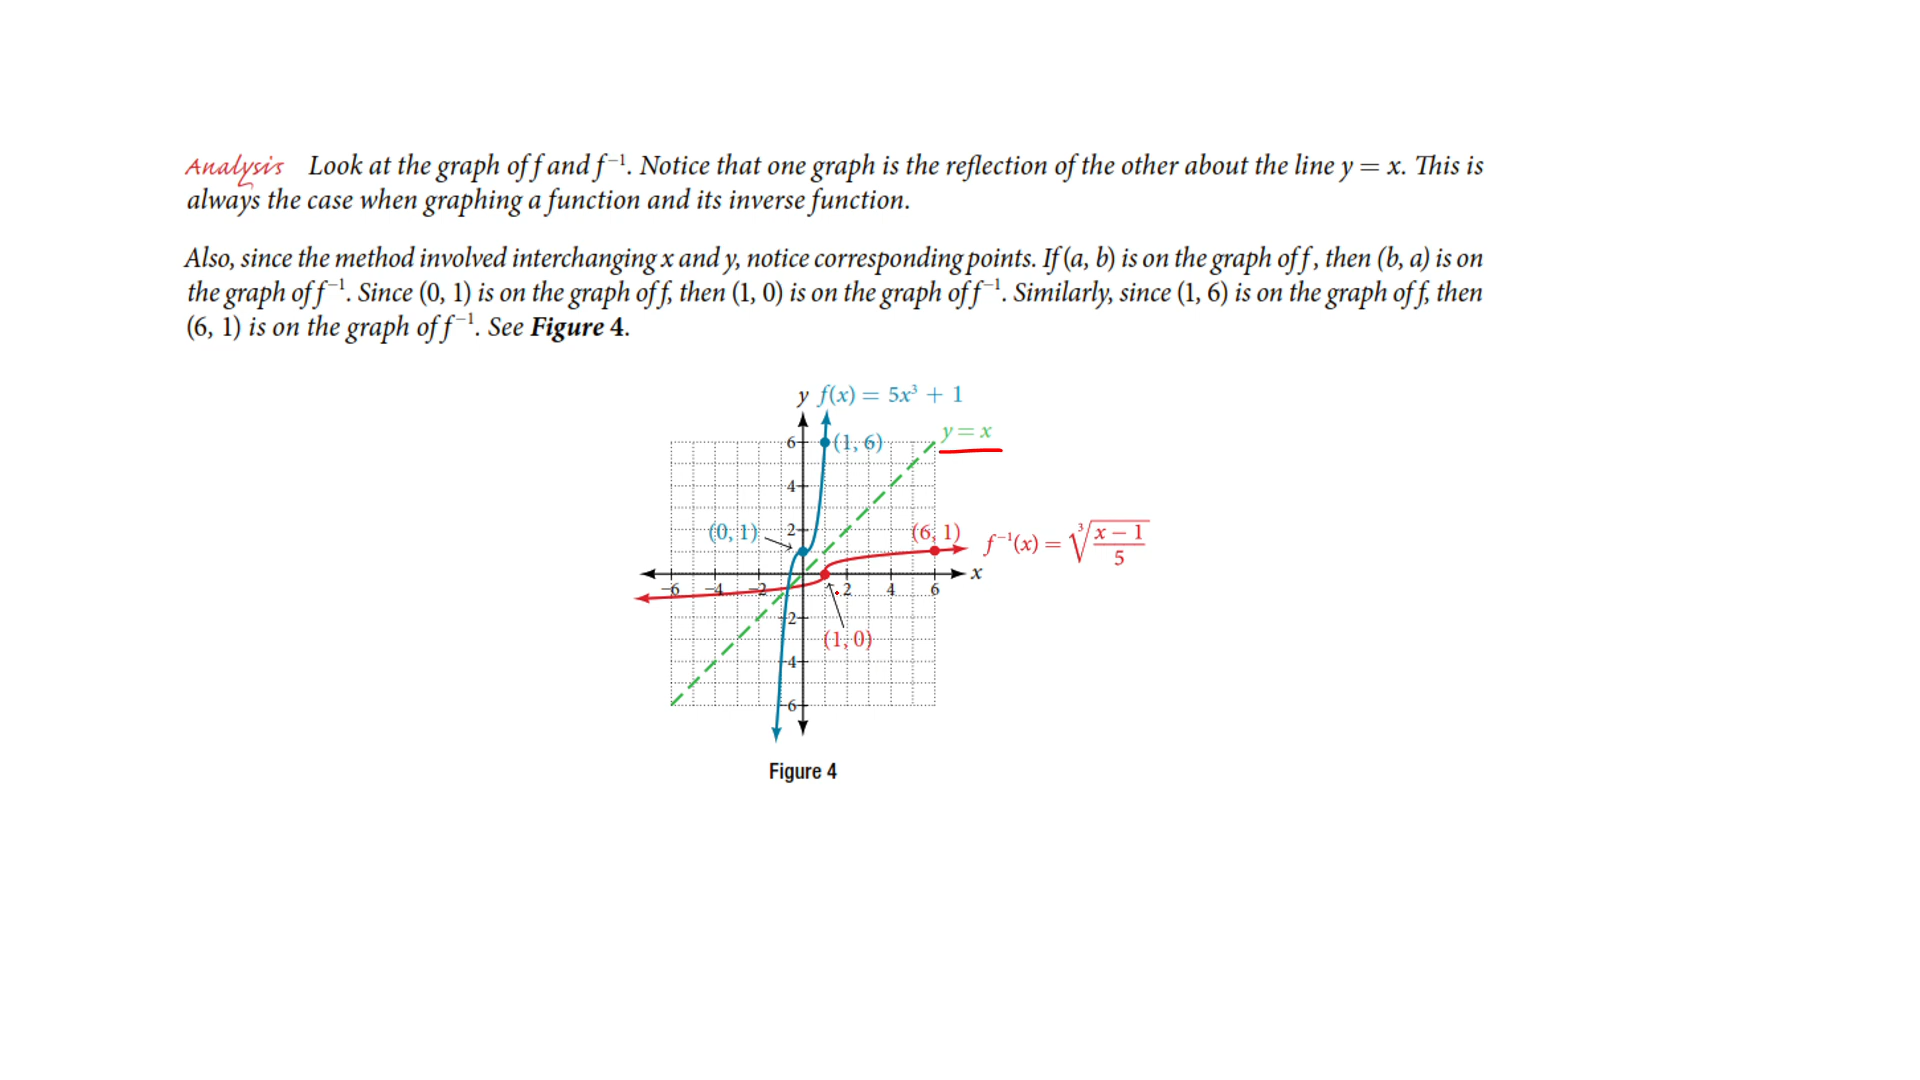 Analysis Look at the graph of f and f⁻¹. Notice that one graph is the reflection of the other about the line y = x. This is
always the case when graphing a function and its inverse function.
Also, since the method involved interchanging x and y, notice corresponding points. If (a, b) is on the graph of f, then (b, a) is on
the graph of f⁻¹. Since (0, 1) is on the graph of f, then (1, 0) is on the graph of f⁻¹. Similarly, since (1, 6) is on the graph of f, then
(6, 1) is on the graph of f⁻¹. See Figure 4.
y f(x) = 5x³ + 1
y = x
6 (1, 6)
4
(0, 1) 2 (6, 1)
f⁻¹(x) = ³√((x − 1)/5)
x
−6 −4 −2 2 4 6
−2
(1, 0)
−4
−6
Figure 4